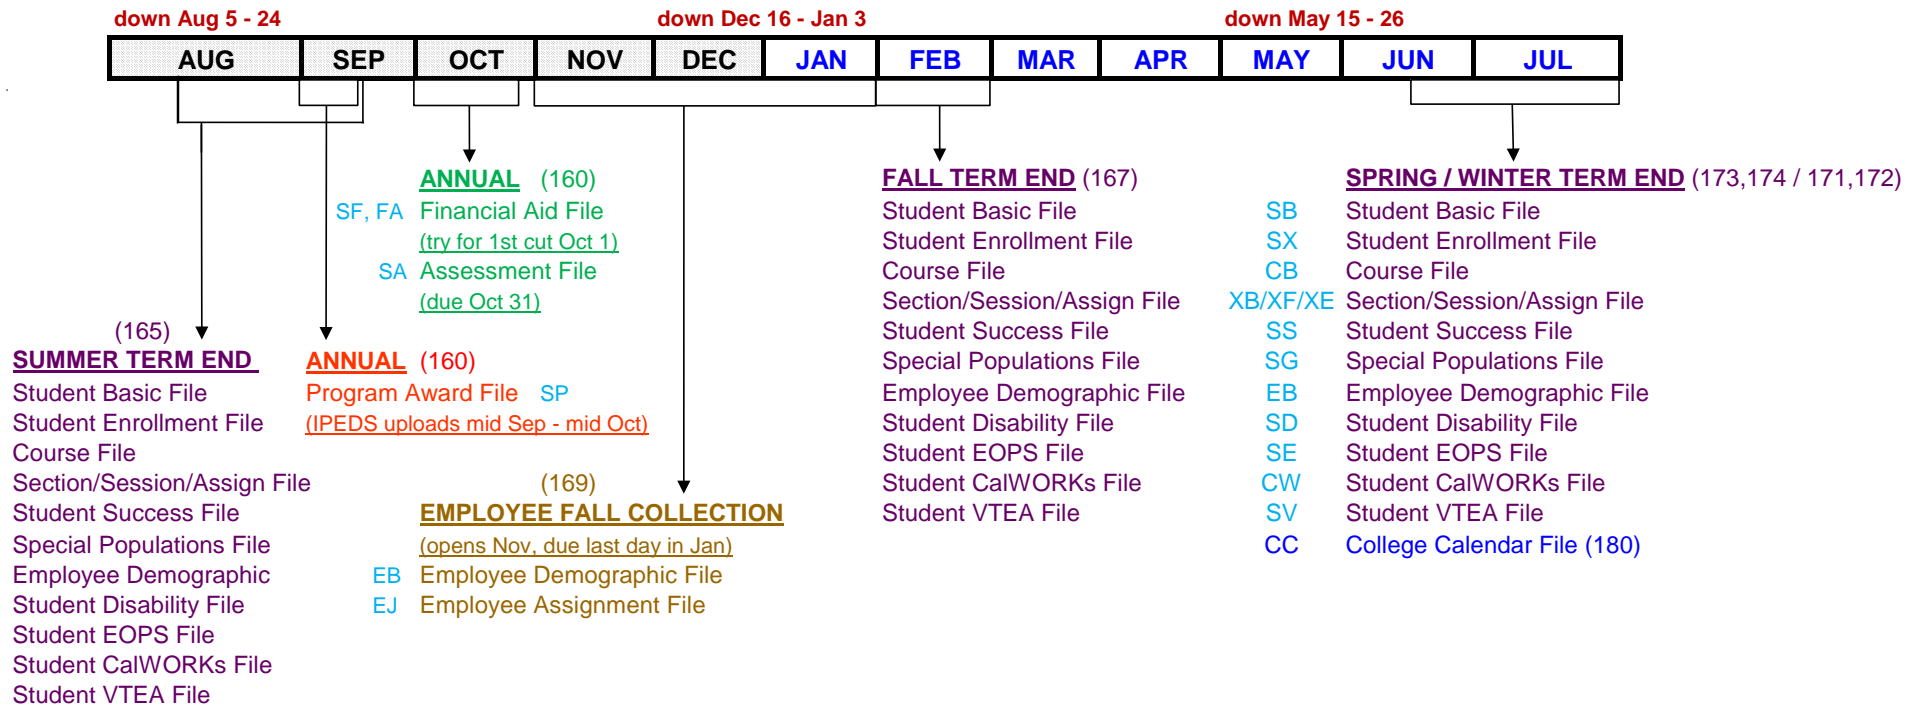 down Aug 5 - 24 down Dec 16 - Jan 3 down May 15 - 26
AUG SEP OCT NOV DEC JAN FEB MAR APR MAY JUN JUL
ANNUAL (160)
SF, FA Financial Aid File
(try for 1st cut Oct 1)
SA Assessment File
(due Oct 31)
(165)
SUMMER TERM END
Student Basic File
Student Enrollment File
Course File
Section/Session/Assign File
Student Success File
Special Populations File
Employee Demographic
Student Disability File
Student EOPS File
Student CalWORKs File
Student VTEA File
ANNUAL (160)
Program Award File SP
(IPEDS uploads mid Sep - mid Oct)
(169)
EMPLOYEE FALL COLLECTION
(opens Nov, due last day in Jan)
EB Employee Demographic File
EJ Employee Assignment File
FALL TERM END (167) SPRING / WINTER TERM END (173,174 / 171,172)
Student Basic File SB Student Basic File
Student Enrollment File SX Student Enrollment File
Course File CB Course File
Section/Session/Assign File XB/XF/XE Section/Session/Assign File
Student Success File SS Student Success File
Special Populations File SG Special Populations File
Employee Demographic File EB Employee Demographic File
Student Disability File SD Student Disability File
Student EOPS File SE Student EOPS File
Student CalWORKs File CW Student CalWORKs File
Student VTEA File SV Student VTEA File
CC College Calendar File (180)